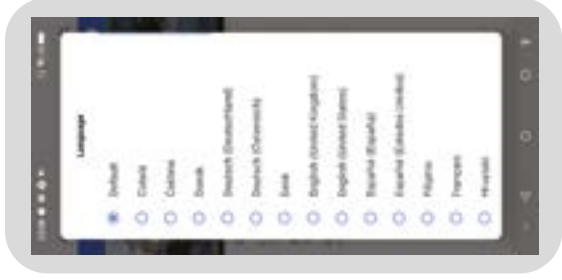 Language
Default
Català
Čeština
Dansk
Deutsch (Deutschland)
Deutsch (Österreich)
Eesti
English (United Kingdom)
English (United States)
Español (España)
Español (Estados Unidos)
Filipino
Français
Hrvatski